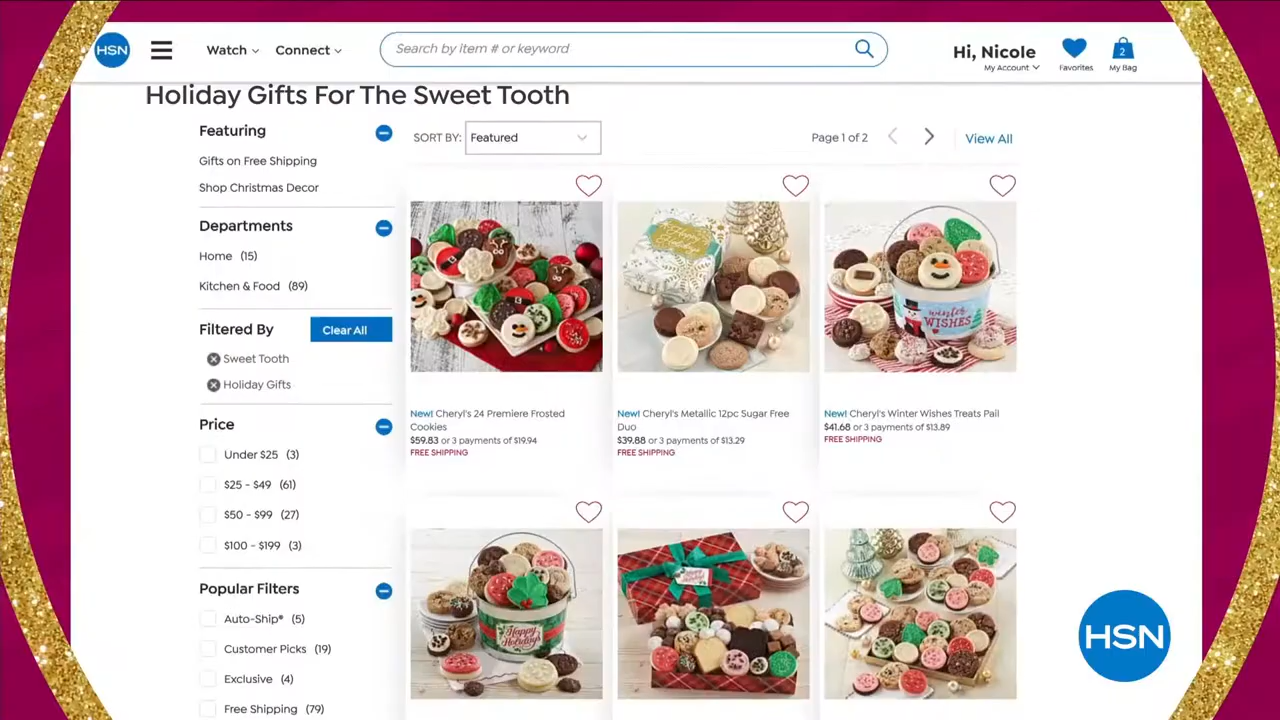 HSN
Watch
Connect
Search by item # or keyword
Hi, Nicole
My Account
Favorites
2
My Bag
Holiday Gifts For The Sweet Tooth
Featuring
Gifts on Free Shipping
Shop Christmas Decor
Departments
Home (15)
Kitchen & Food (89)
Filtered By
Clear All
Sweet Tooth
Holiday Gifts
Price
Under $25 (3)
$25 - $49 (61)
$50 - $99 (27)
$100 - $199 (3)
Popular Filters
Auto-Ship® (5)
Customer Picks (19)
Exclusive (4)
Free Shipping (79)
SORT BY: Featured
Page 1 of 2
View All
winter
WISHES
New! Cheryl's 24 Premiere Frosted
Cookies
$59.83 or 3 payments of $19.94
FREE SHIPPING
New! Cheryl's Metallic 12pc Sugar Free
Duo
$39.88 or 3 payments of $13.29
FREE SHIPPING
New! Cheryl's Winter Wishes Treats Pail
$41.68 or 3 payments of $13.89
FREE SHIPPING
Happy
Holidays
HSN